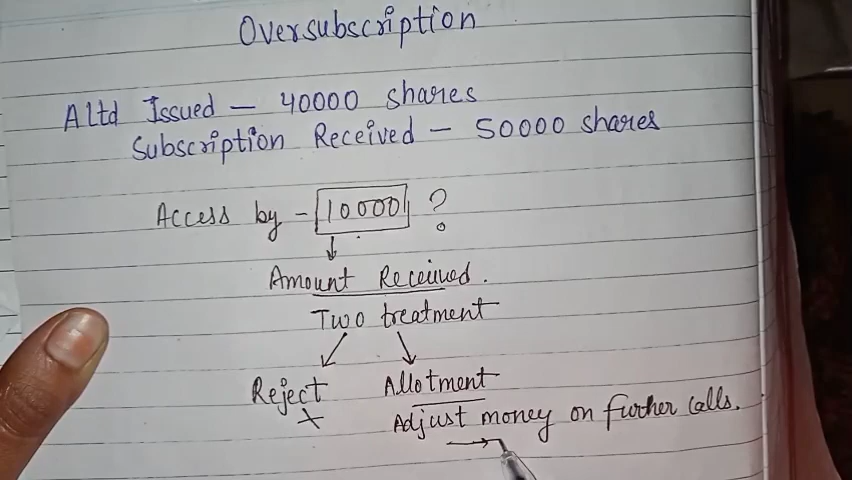 Oversubscription
A ltd Issued - 40000 shares
Subscription Received - 50000 shares
Access by - 10000 ?
Amount Received.
Two treatment
Reject Allotment
Adjust money on further calls.